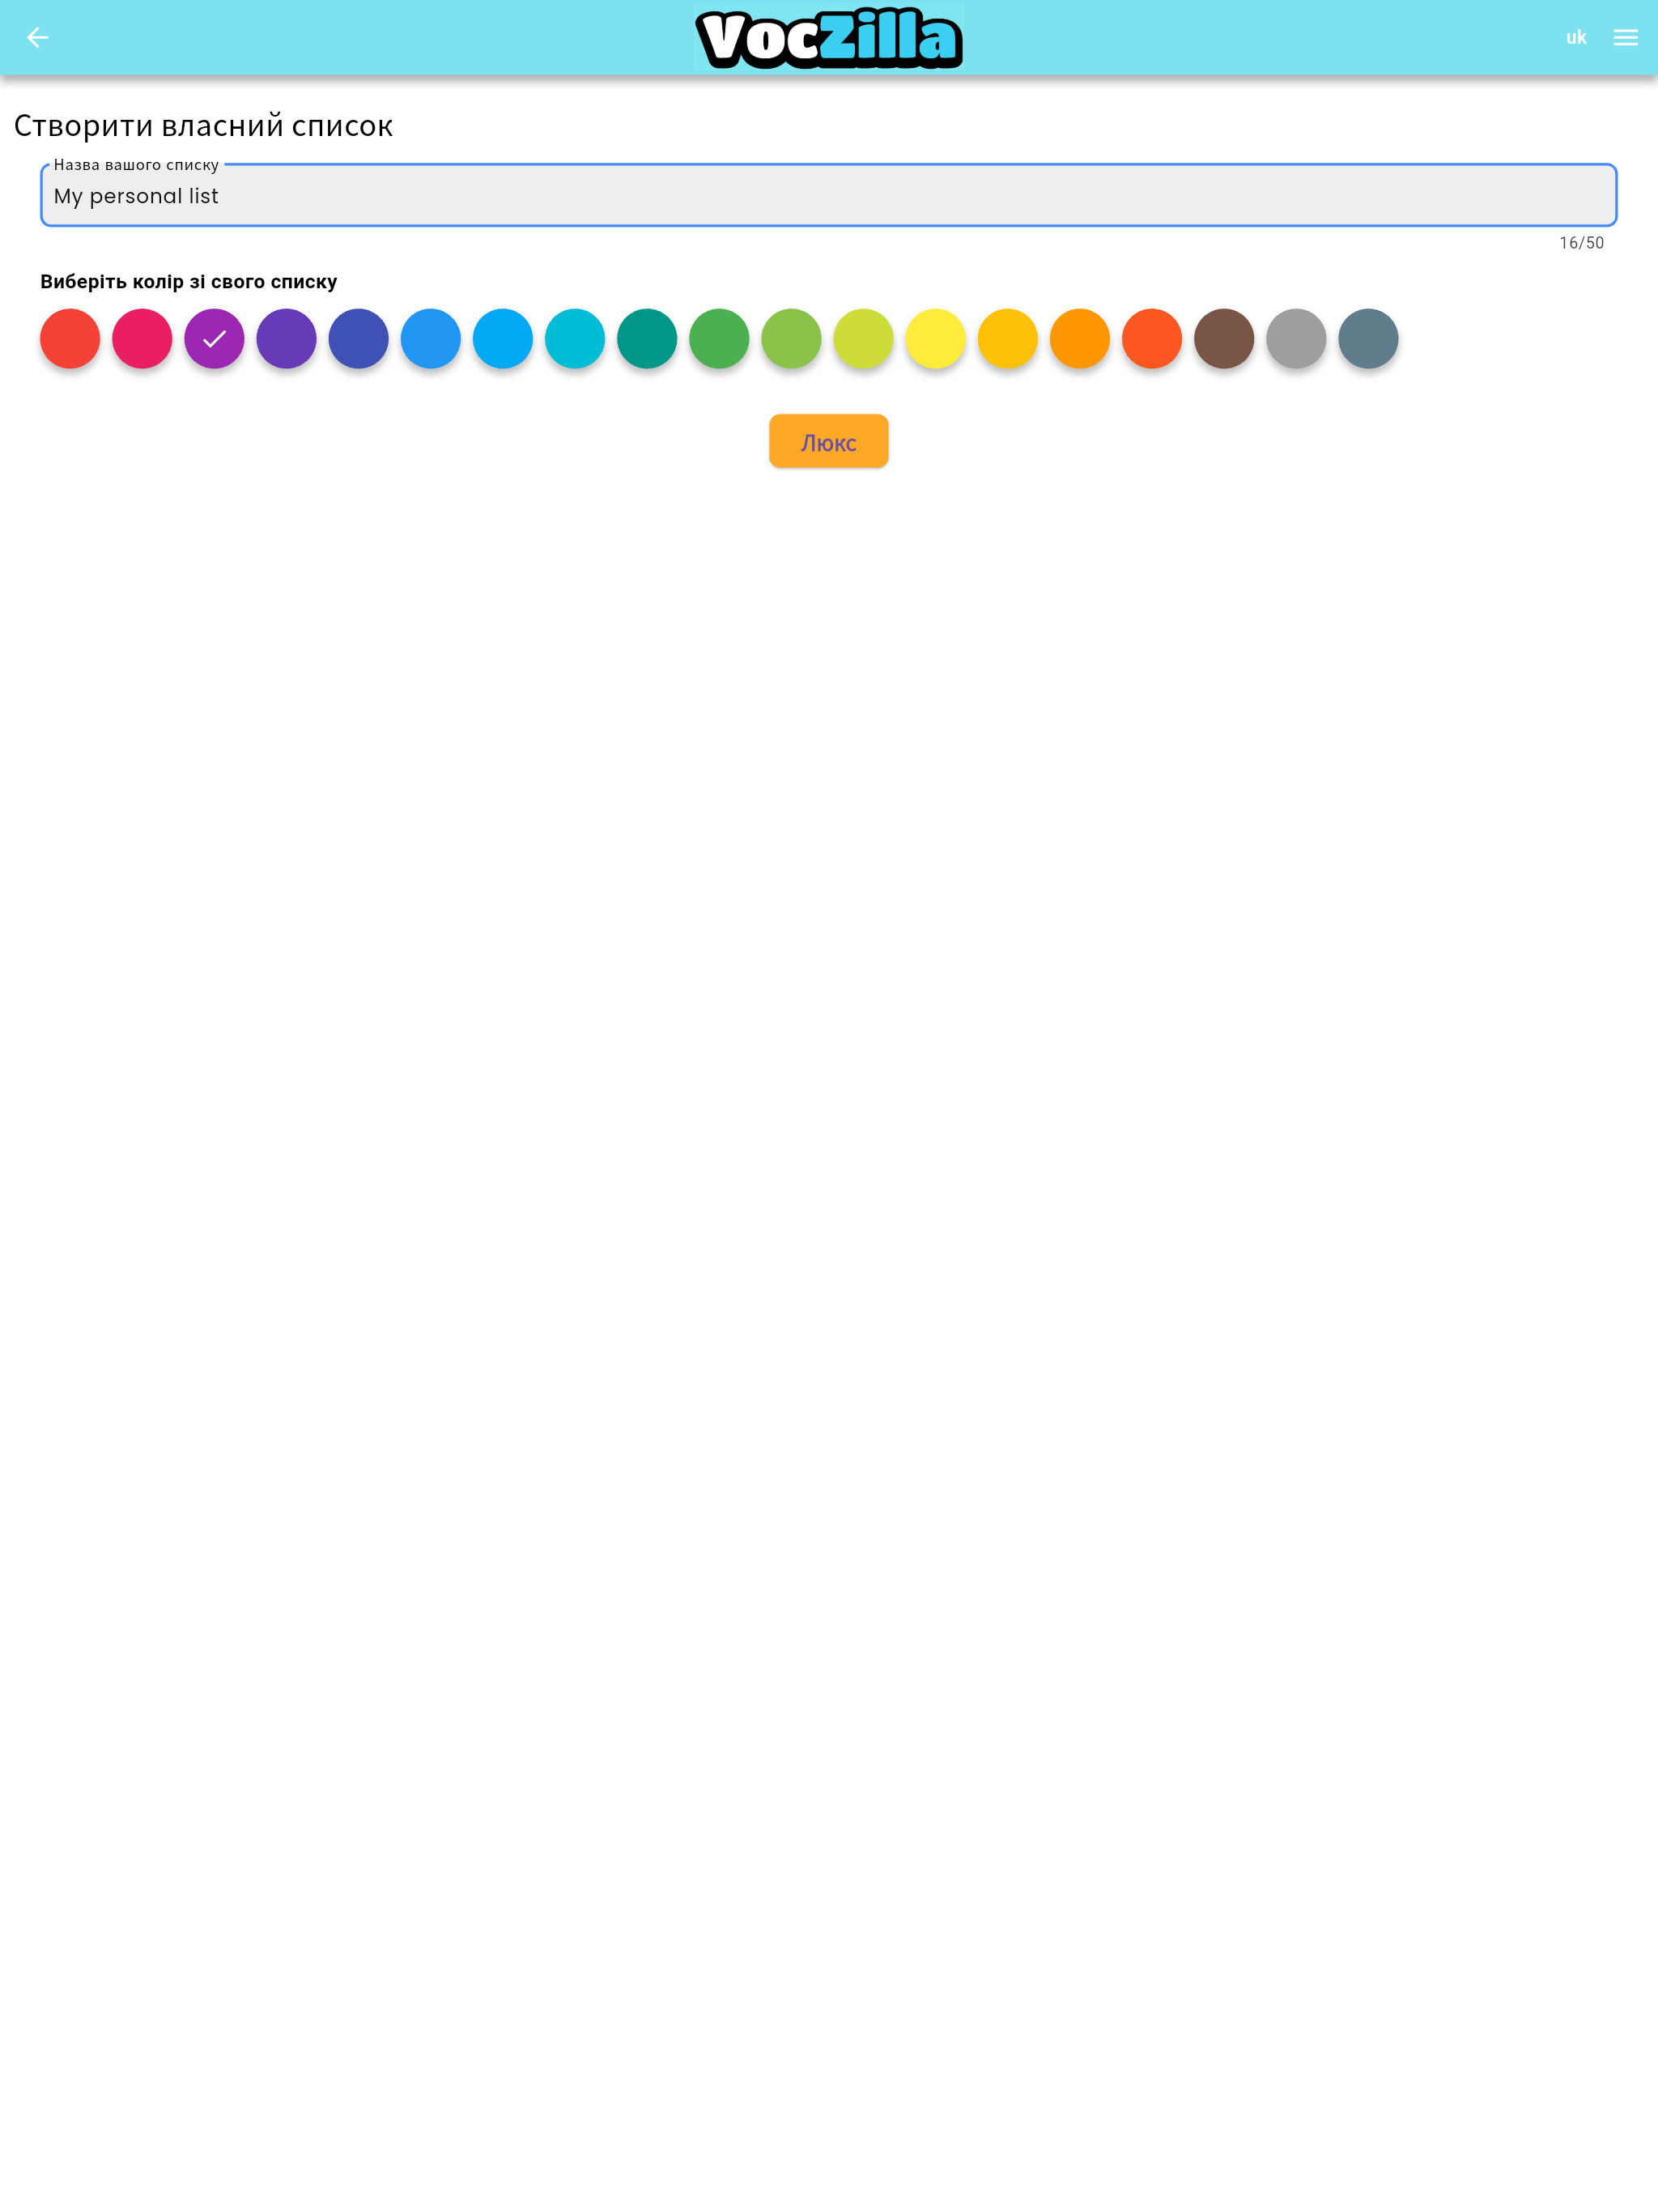 VocZilla
uk
Створити власний список
Назва вашого списку
My personal list
16/50
Виберіть колір зі свого списку
Люкс